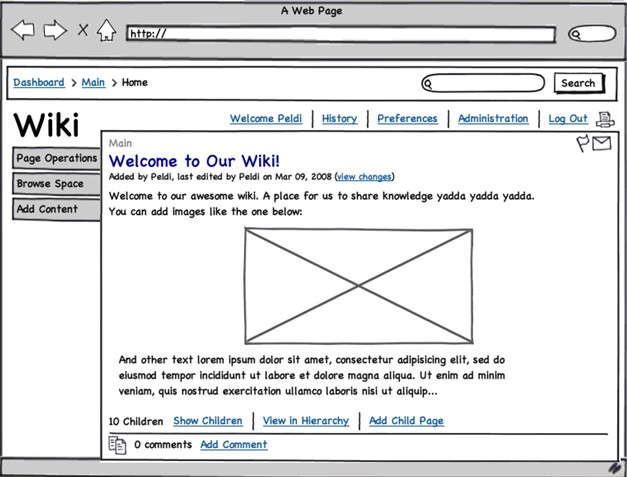 A Web Page
http://
Dashboard > Main > Home
Search
Wiki
Welcome Peldi | History | Preferences | Administration | Log Out
Page Operations
Browse Space
Add Content
Main
Welcome to Our Wiki!
Added by Peldi, last edited by Peldi on Mar 09, 2008 (view changes)
Welcome to our awesome wiki. A place for us to share knowledge yadda yadda yadda.
You can add images like the one below:
And other text lorem ipsum dolor sit amet, consectetur adipisicing elit, sed do
eiusmod tempor incididunt ut labore et dolore magna aliqua. Ut enim ad minim
veniam, quis nostrud exercitation ullamco laboris nisi ut aliquip...
10 Children Show Children | View in Hierarchy | Add Child Page
0 comments Add Comment